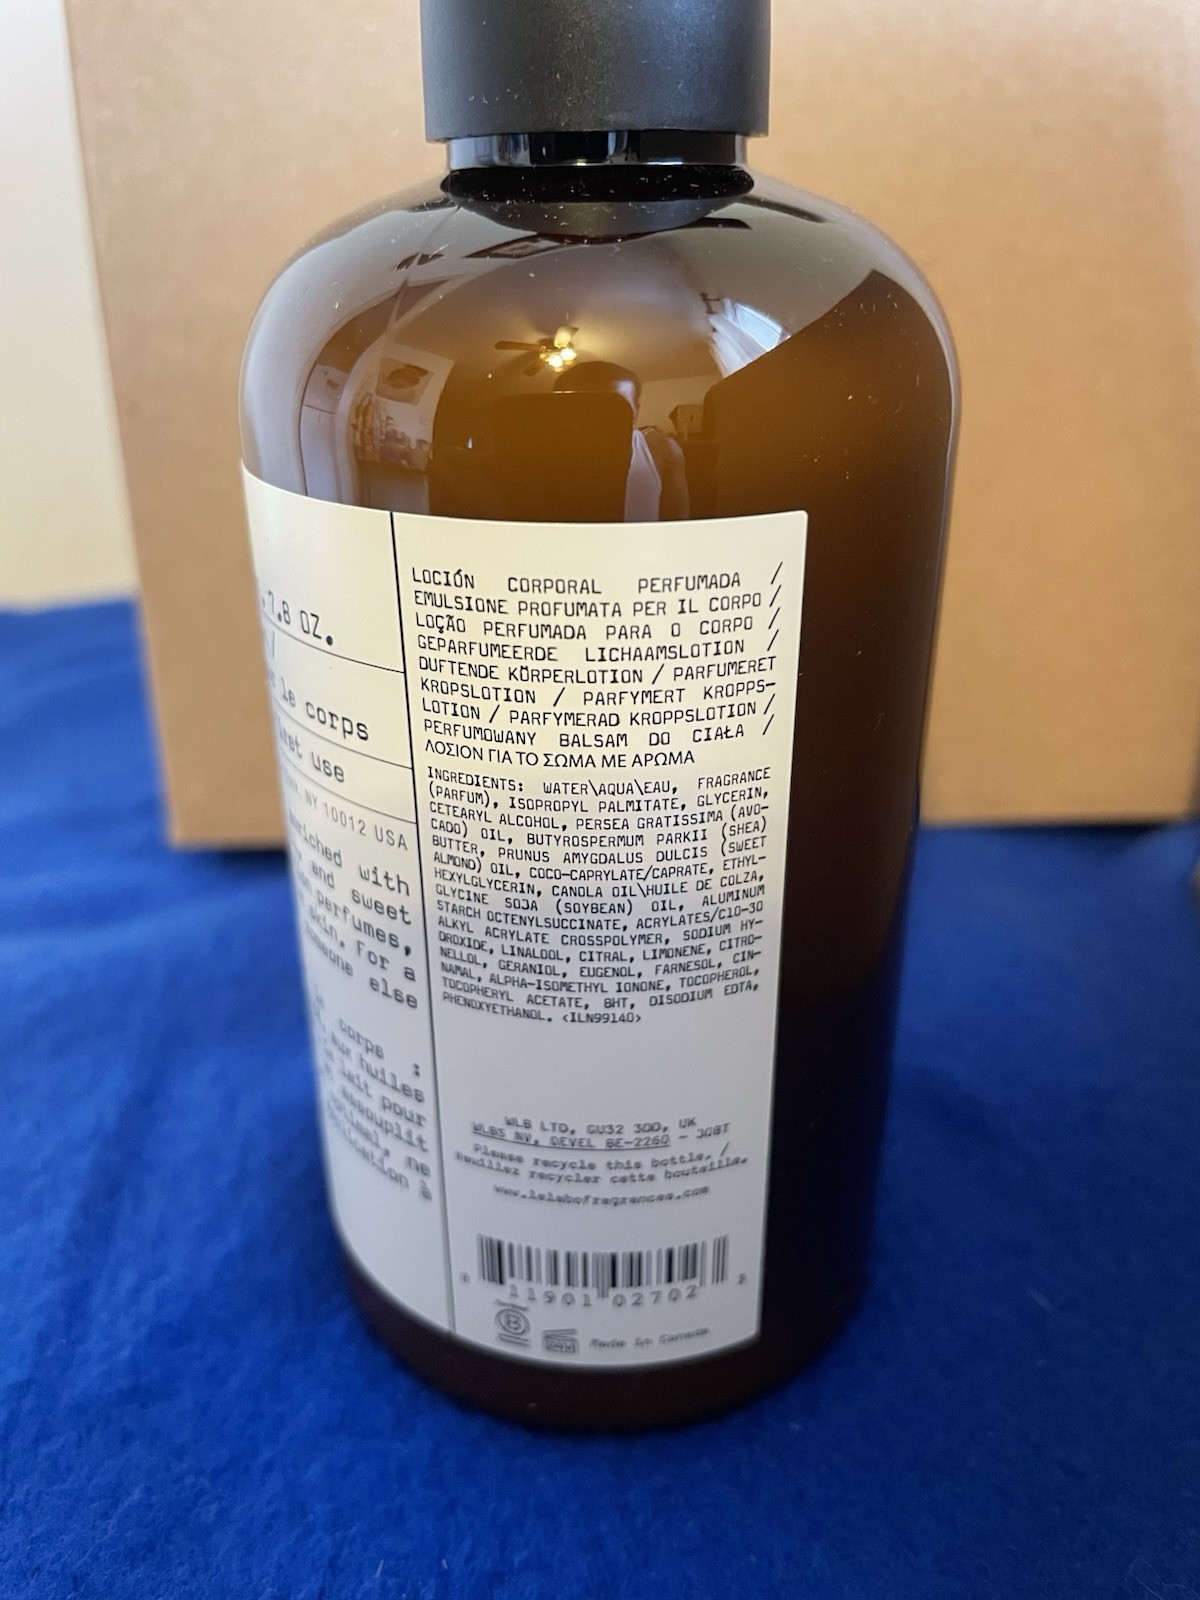 7.8 OZ.
le corps
use
NY 10012 USA
with
and sweet
perfumes,
skin. For a
someone else
corps :
aux huiles
lait pour
assouplit
ne
à
LOCIÓN CORPORAL PERFUMADA /
EMULSIONE PROFUMATA PER IL CORPO /
LOÇÃO PERFUMADA PARA O CORPO /
GEPARFUMEERDE LICHAAMSLOTION /
DUFTENDE KÖRPERLOTION / PARFUMERET
KROPSLOTION / PARFYMERT KROPPS-
LOTION / PARFYMERAD KROPPSLOTION /
PERFUMOWANY BALSAM DO CIAŁA /
ΛΟΣΙΟΝ ΓΙΑ ΤΟ ΣΩΜΑ ΜΕ ΑΡΩΜΑ
INGREDIENTS: WATER\AQUA\EAU, FRAGRANCE
(PARFUM), ISOPROPYL PALMITATE, GLYCERIN,
CETEARYL ALCOHOL, PERSEA GRATISSIMA (AVO-
CADO) OIL, BUTYROSPERMUM PARKII (SHEA)
BUTTER, PRUNUS AMYGDALUS DULCIS (SWEET
ALMOND) OIL, COCO-CAPRYLATE/CAPRATE, ETHYL-
HEXYLGLYCERIN, CANOLA OIL\HUILE DE COLZA,
GLYCINE SOJA (SOYBEAN) OIL, ALUMINUM
STARCH OCTENYLSUCCINATE, ACRYLATES/C10-30
ALKYL ACRYLATE CROSSPOLYMER, SODIUM HY-
DROXIDE, LINALOOL, CITRAL, LIMONENE, CITRO-
NELLOL, GERANIOL, EUGENOL, FARNESOL, CIN-
NAMAL, ALPHA-ISOMETHYL IONONE, TOCOPHEROL,
TOCOPHERYL ACETATE, BHT, DISODIUM EDTA,
PHENOXYETHANOL. <ILN99140>
WLB LTD, GU32 3QD, UK
WLBS NV, OEVEL BE-2260 - 308T
Please recycle this bottle. /
Veuillez recycler cette bouteille.
www.lelabofragrances.com
11901 02702
B
Made in Canada